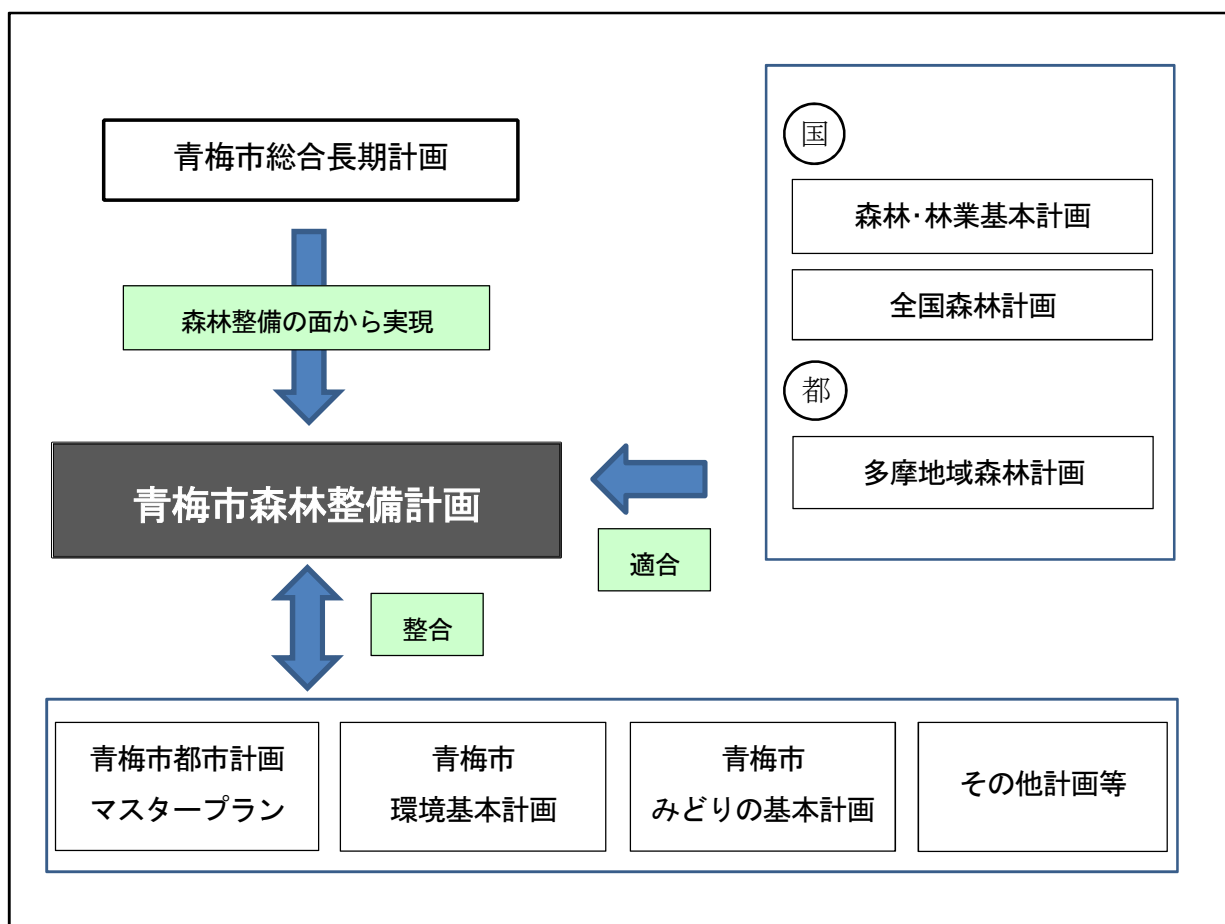 青梅市総合長期計画
森林整備の面から実現
青梅市森林整備計画
国
森林・林業基本計画
全国森林計画
都
多摩地域森林計画
適合
整合
青梅市都市計画
マスタープラン
青梅市
環境基本計画
青梅市
みどりの基本計画
その他計画等